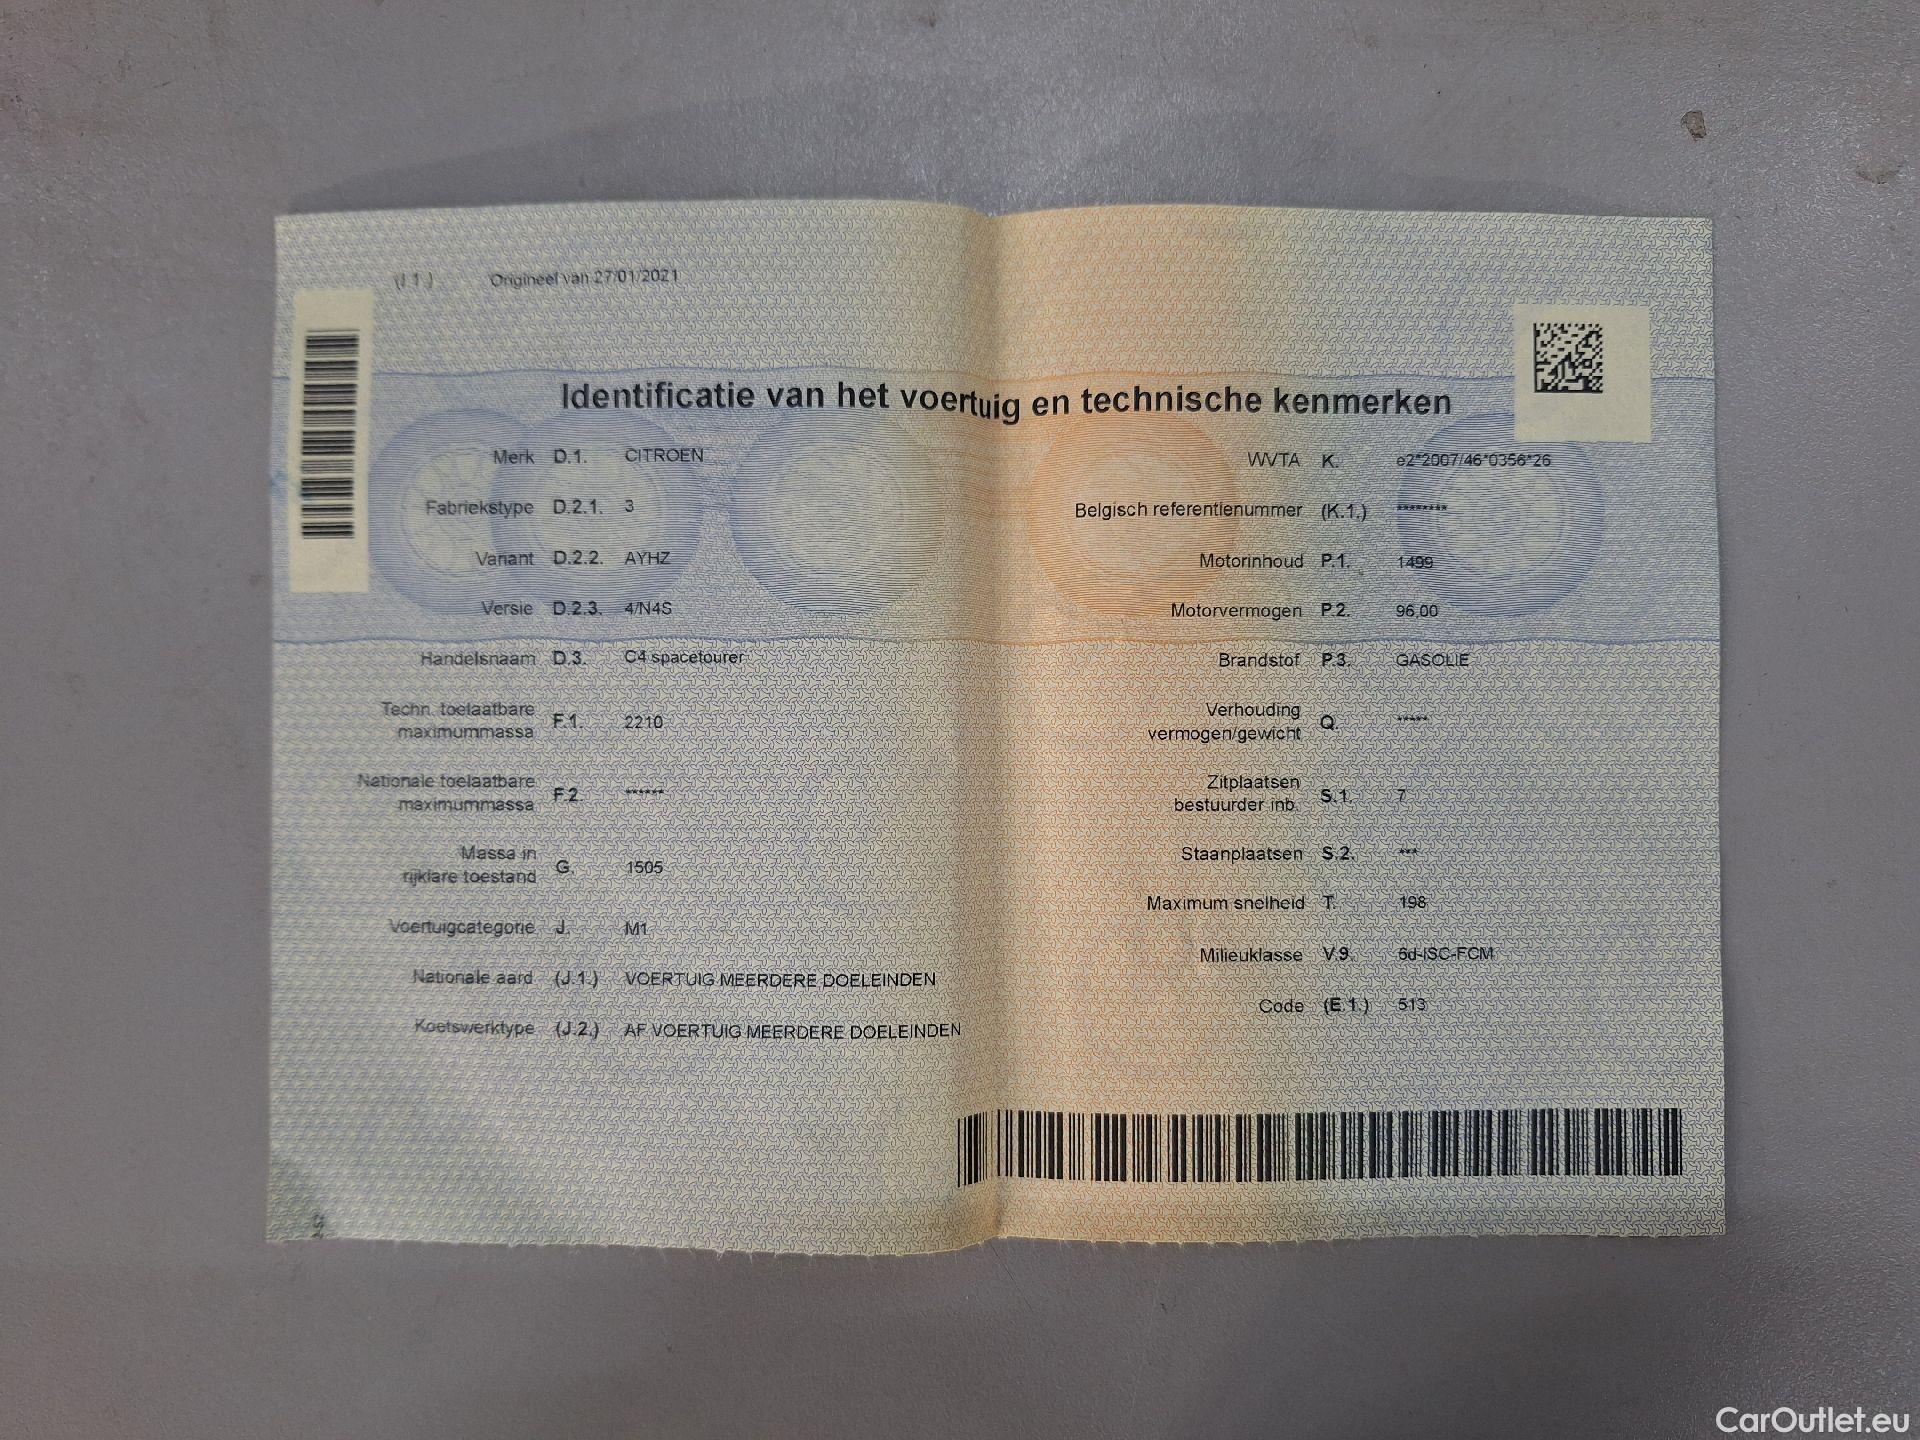 (J.1.) Origineel van 27/01/2021
Identificatie van het voertuig en technische kenmerken
Merk D.1. CITROEN
Fabriekstype D.2.1. 3
Variant D.2.2. AYHZ
Versie D.2.3. 4/N4S
Handelsnaam D.3. C4 spacetourer
Techn. toelaatbare
maximummassa F.1. 2210
Nationale toelaatbare
maximummassa F.2. ******
Massa in
rijklare toestand G. 1505
Voertuigcategorie J. M1
Nationale aard (J.1.) VOERTUIG MEERDERE DOELEINDEN
Koetswerktype (J.2.) AF VOERTUIG MEERDERE DOELEINDEN
WVTA K. e2*2007/46*0356*26
Belgisch referentienummer (K.1.) ********
Motorinhoud P.1. 1499
Motorvermogen P.2. 96,00
Brandstof P.3. GASOLIE
Verhouding
vermogen/gewicht Q. *****
Zitplaatsen
bestuurder inb. S.1. 7
Staanplaatsen S.2. ***
Maximum snelheid T. 198
Milieuklasse V.9. 6d-ISC-FCM
Code (E.1.) 513
CarOutlet.eu